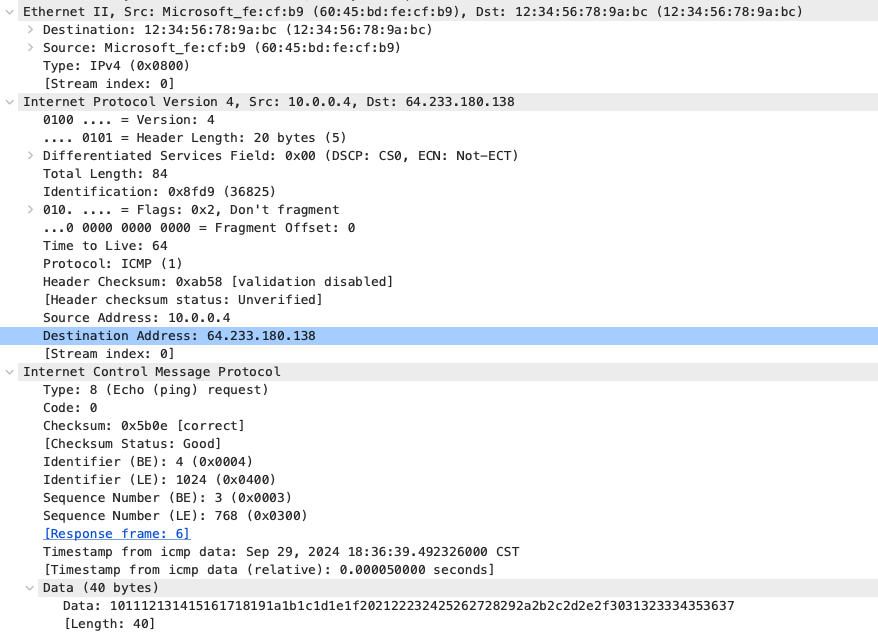 Ethernet II, Src: Microsoft_fe:cf:b9 (60:45:bd:fe:cf:b9), Dst: 12:34:56:78:9a:bc (12:34:56:78:9a:bc)
Destination: 12:34:56:78:9a:bc (12:34:56:78:9a:bc)
Source: Microsoft_fe:cf:b9 (60:45:bd:fe:cf:b9)
Type: IPv4 (0x0800)
[Stream index: 0]
Internet Protocol Version 4, Src: 10.0.0.4, Dst: 64.233.180.138
0100 .... = Version: 4
.... 0101 = Header Length: 20 bytes (5)
Differentiated Services Field: 0x00 (DSCP: CS0, ECN: Not-ECT)
Total Length: 84
Identification: 0x8fd9 (36825)
010. .... = Flags: 0x2, Don't fragment
...0 0000 0000 0000 = Fragment Offset: 0
Time to Live: 64
Protocol: ICMP (1)
Header Checksum: 0xab58 [validation disabled]
[Header checksum status: Unverified]
Source Address: 10.0.0.4
Destination Address: 64.233.180.138
[Stream index: 0]
Internet Control Message Protocol
Type: 8 (Echo (ping) request)
Code: 0
Checksum: 0x5b0e [correct]
[Checksum Status: Good]
Identifier (BE): 4 (0x0004)
Identifier (LE): 1024 (0x0400)
Sequence Number (BE): 3 (0x0003)
Sequence Number (LE): 768 (0x0300)
[Response frame: 6]
Timestamp from icmp data: Sep 29, 2024 18:36:39.492326000 CST
[Timestamp from icmp data (relative): 0.000050000 seconds]
Data (40 bytes)
Data: 101112131415161718191a1b1c1d1e1f202122232425262728292a2b2c2d2e2f3031323334353637
[Length: 40]